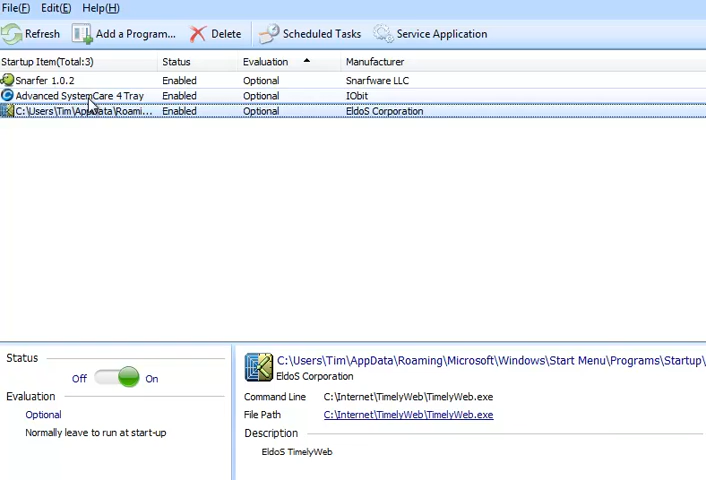 File(F) Edit(E) Help(H)
Refresh Add a Program... Delete Scheduled Tasks Service Application
Startup Item(Total:3) Status Evaluation Manufacturer
Snarfer 1.0.2 Enabled Optional Snarfware LLC
Advanced SystemCare 4 Tray Enabled Optional IObit
C:\Users\Tim\AppData\Roami... Enabled Optional EldoS Corporation
Status
Off On
Evaluation
Optional
Normally leave to run at start-up
C:\Users\Tim\AppData\Roaming\Microsoft\Windows\Start Menu\Programs\Startup\
EldoS Corporation
Command Line C:\Internet\TimelyWeb\TimelyWeb.exe
File Path C:\Internet\TimelyWeb\TimelyWeb.exe
Description
EldoS TimelyWeb